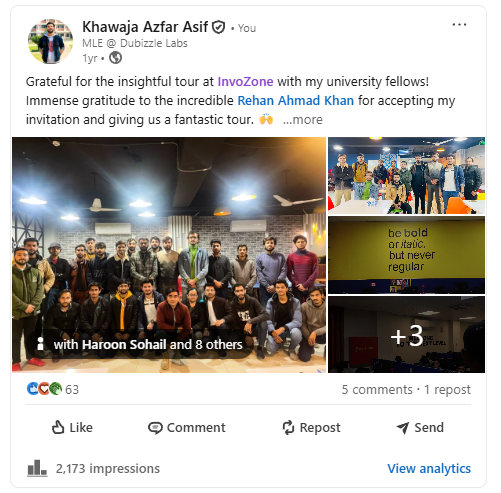 Khawaja Azfar Asif • You
MLE @ Dubizzle Labs
1yr •
Grateful for the insightful tour at InvoZone with my university fellows!
Immense gratitude to the incredible Rehan Ahmad Khan for accepting my
invitation and giving us a fantastic tour. 🙌 ...more
be bold
or italic.
but never
regular
with Haroon Sohail and 8 others
+3
63
5 comments • 1 repost
Like
Comment
Repost
Send
2,173 impressions
View analytics